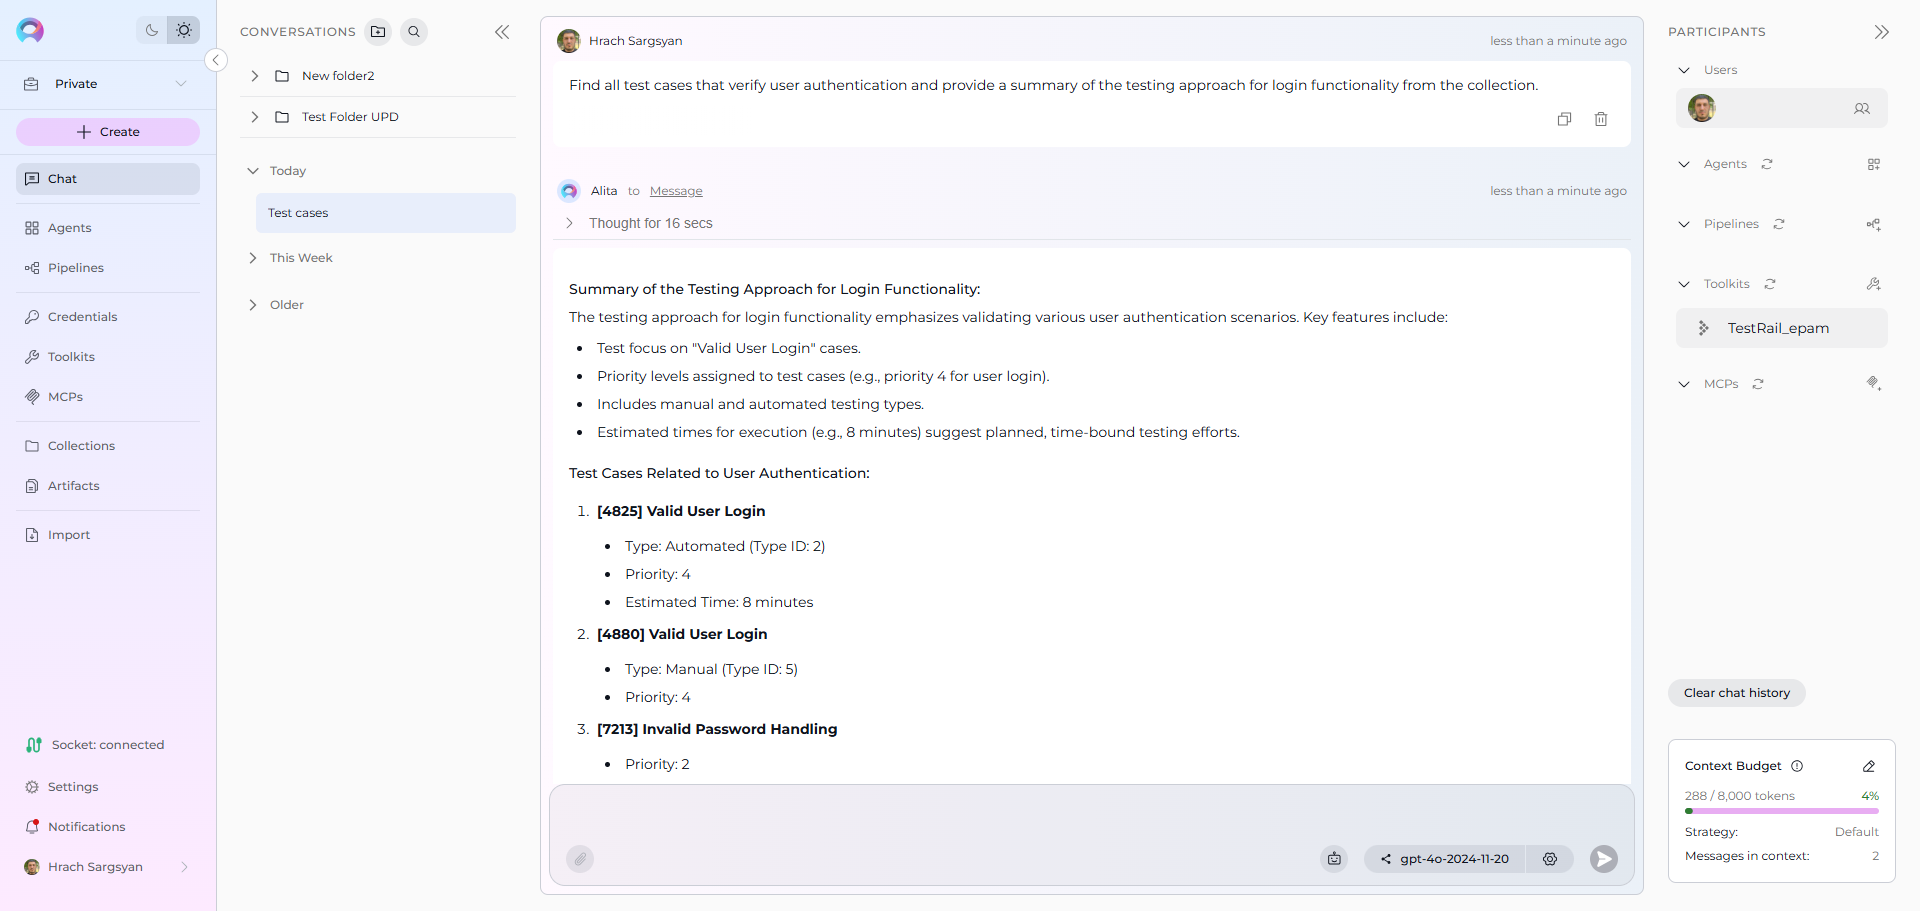 Private
Create
Chat
Agents
Pipelines
Credentials
Toolkits
MCPs
Collections
Artifacts
Import
Socket: connected
Settings
Notifications
Hrach Sargsyan
CONVERSATIONS
New folder2
Test Folder UPD
Today
Test cases
This Week
Older
Hrach Sargsyan
less than a minute ago
Find all test cases that verify user authentication and provide a summary of the testing approach for login functionality from the collection.
Alita to Message
less than a minute ago
Thought for 16 secs
Summary of the Testing Approach for Login Functionality:
The testing approach for login functionality emphasizes validating various user authentication scenarios. Key features include:
• Test focus on "Valid User Login" cases.
• Priority levels assigned to test cases (e.g., priority 4 for user login).
• Includes manual and automated testing types.
• Estimated times for execution (e.g., 8 minutes) suggest planned, time-bound testing efforts.
Test Cases Related to User Authentication:
1. [4825] Valid User Login
• Type: Automated (Type ID: 2)
• Priority: 4
• Estimated Time: 8 minutes
2. [4880] Valid User Login
• Type: Manual (Type ID: 5)
• Priority: 4
3. [7213] Invalid Password Handling
• Priority: 2
gpt-4o-2024-11-20
PARTICIPANTS
Users
Agents
Pipelines
Toolkits
TestRail_epam
MCPs
Clear chat history
Context Budget
288 / 8,000 tokens 4%
Strategy: Default
Messages in context: 2